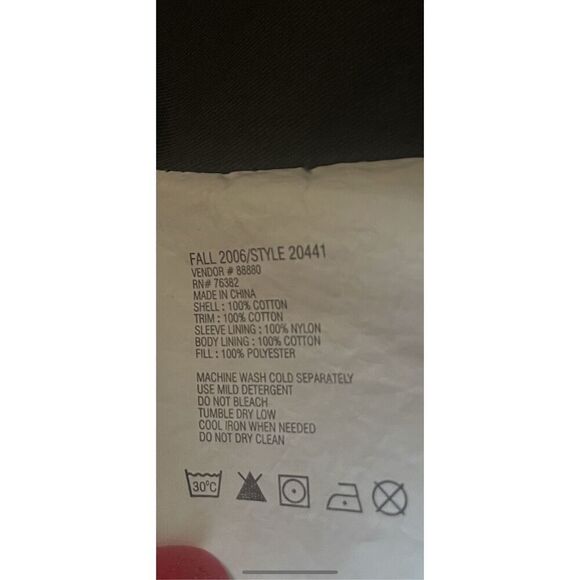 FALL 2006/STYLE 20441
VENDOR # 88880
RN# 76382
MADE IN CHINA
SHELL : 100% COTTON
TRIM : 100% COTTON
SLEEVE LINING : 100% NYLON
BODY LINING : 100% COTTON
FILL : 100% POLYESTER
MACHINE WASH COLD SEPARATELY
USE MILD DETERGENT
DO NOT BLEACH
TUMBLE DRY LOW
COOL IRON WHEN NEEDED
DO NOT DRY CLEAN
30°C